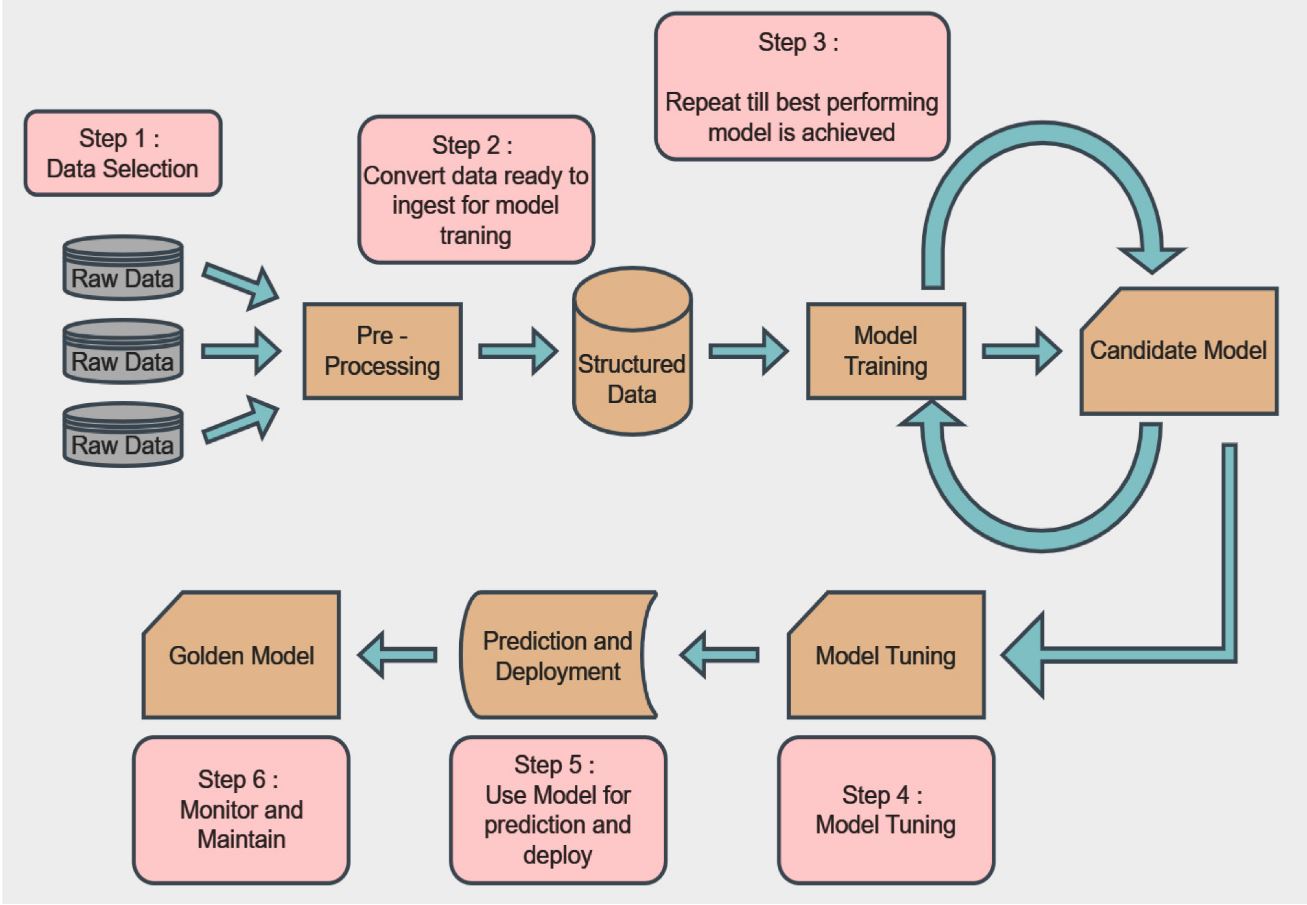 Step 1 :
Data Selection
Step 2 :
Convert data ready to
ingest for model
traning
Step 3 :
Repeat till best performing
model is achieved
Raw Data
Raw Data
Raw Data
Pre -
Processing
Structured
Data
Model
Training
Candidate Model
Golden Model
Prediction and
Deployment
Model Tuning
Step 6 :
Monitor and
Maintain
Step 5 :
Use Model for
prediction and
deploy
Step 4 :
Model Tuning